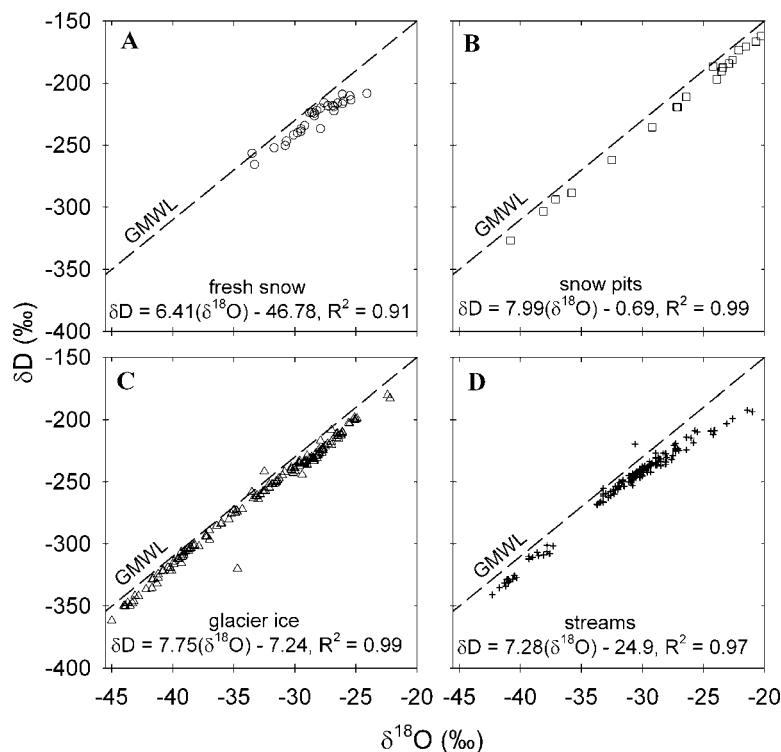 -150
-200
-250
-300
-350
-400
A
GMWL
fresh snow
δD = 6.41(δ¹⁸O) - 46.78, R² = 0.91
B
GMWL
snow pits
δD = 7.99(δ¹⁸O) - 0.69, R² = 0.99
δD (‰)
-150
-200
-250
-300
-350
-400
C
GMWL
glacier ice
δD = 7.75(δ¹⁸O) - 7.24, R² = 0.99
D
GMWL
streams
δD = 7.28(δ¹⁸O) - 24.9, R² = 0.97
-45 -40 -35 -30 -25 -20
-45 -40 -35 -30 -25 -20
δ¹⁸O (‰)